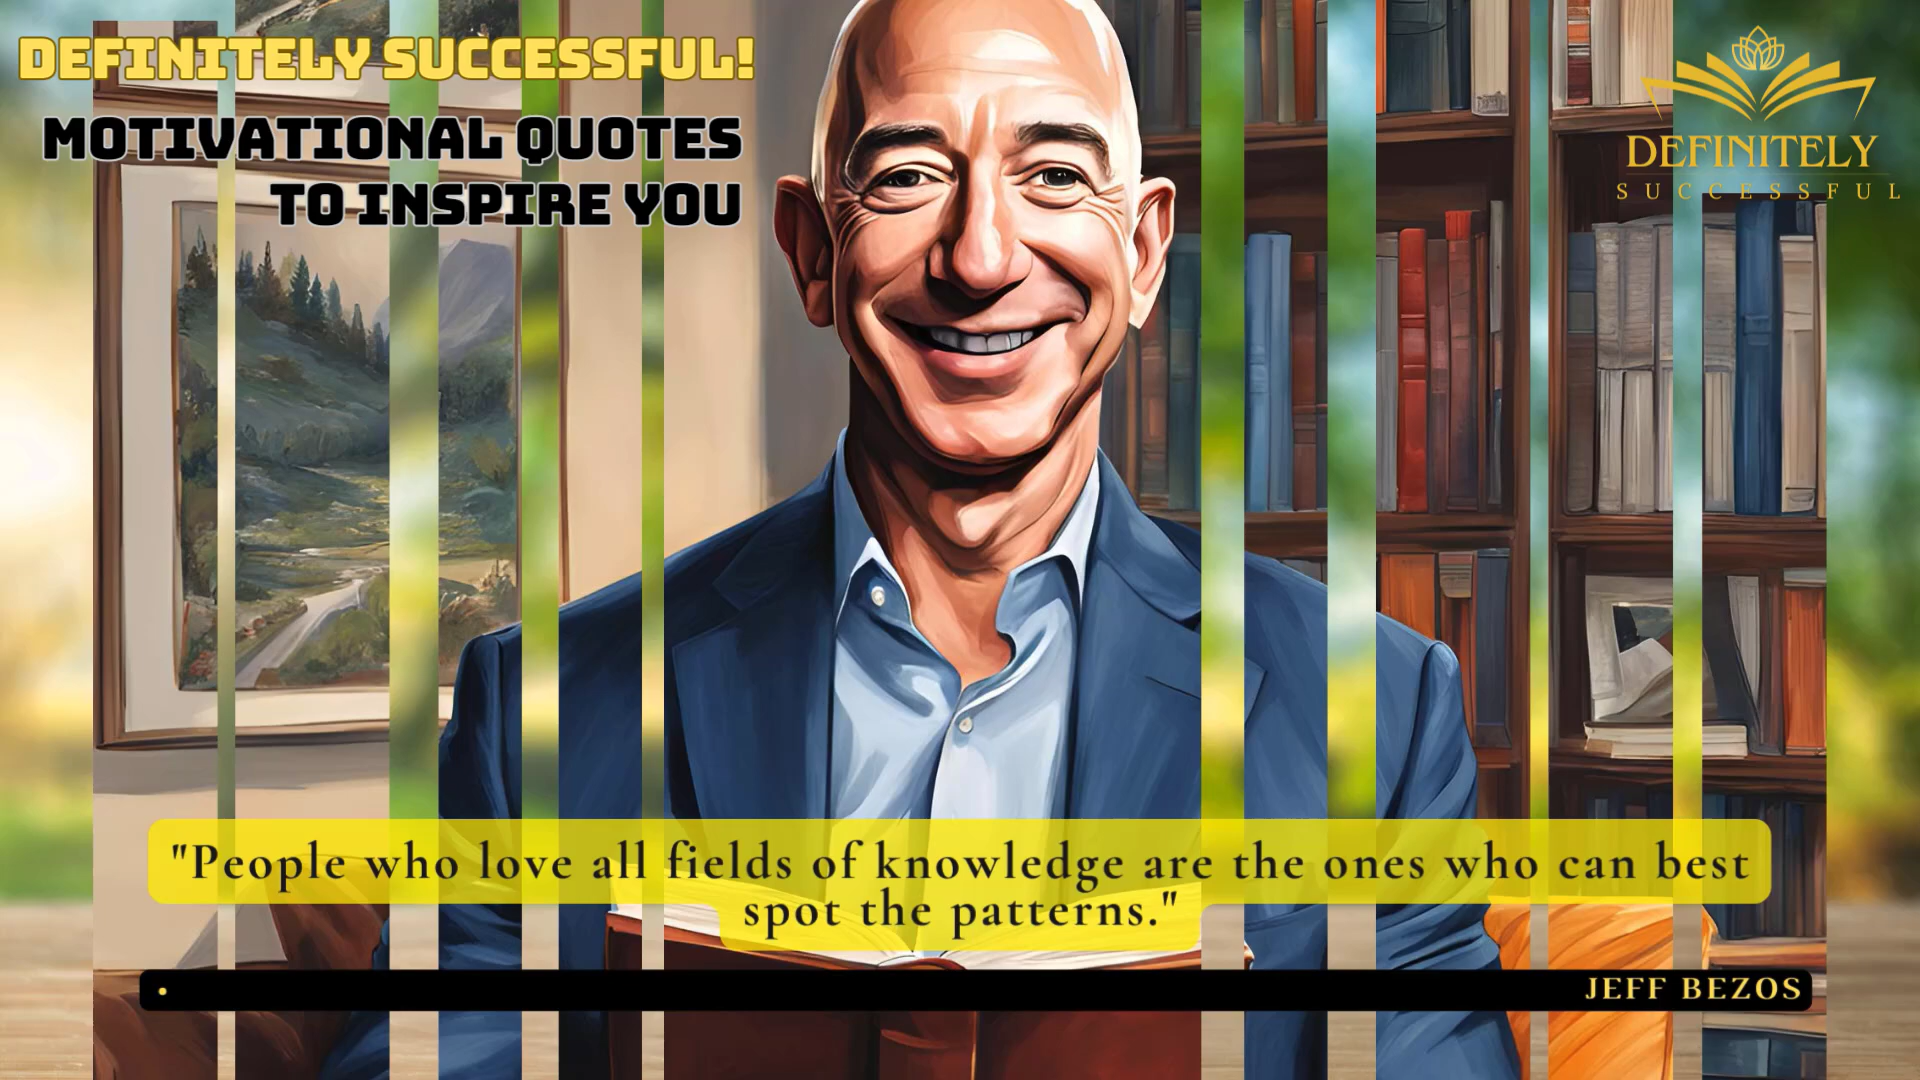 DEFINITELY SUCCESSFUL!
MOTIVATIONAL QUOTES
TO INSPIRE YOU
DEFINITELY
SUCCESSFUL
"People who love all fields of knowledge are the ones who can best
spot the patterns."
JEFF BEZOS